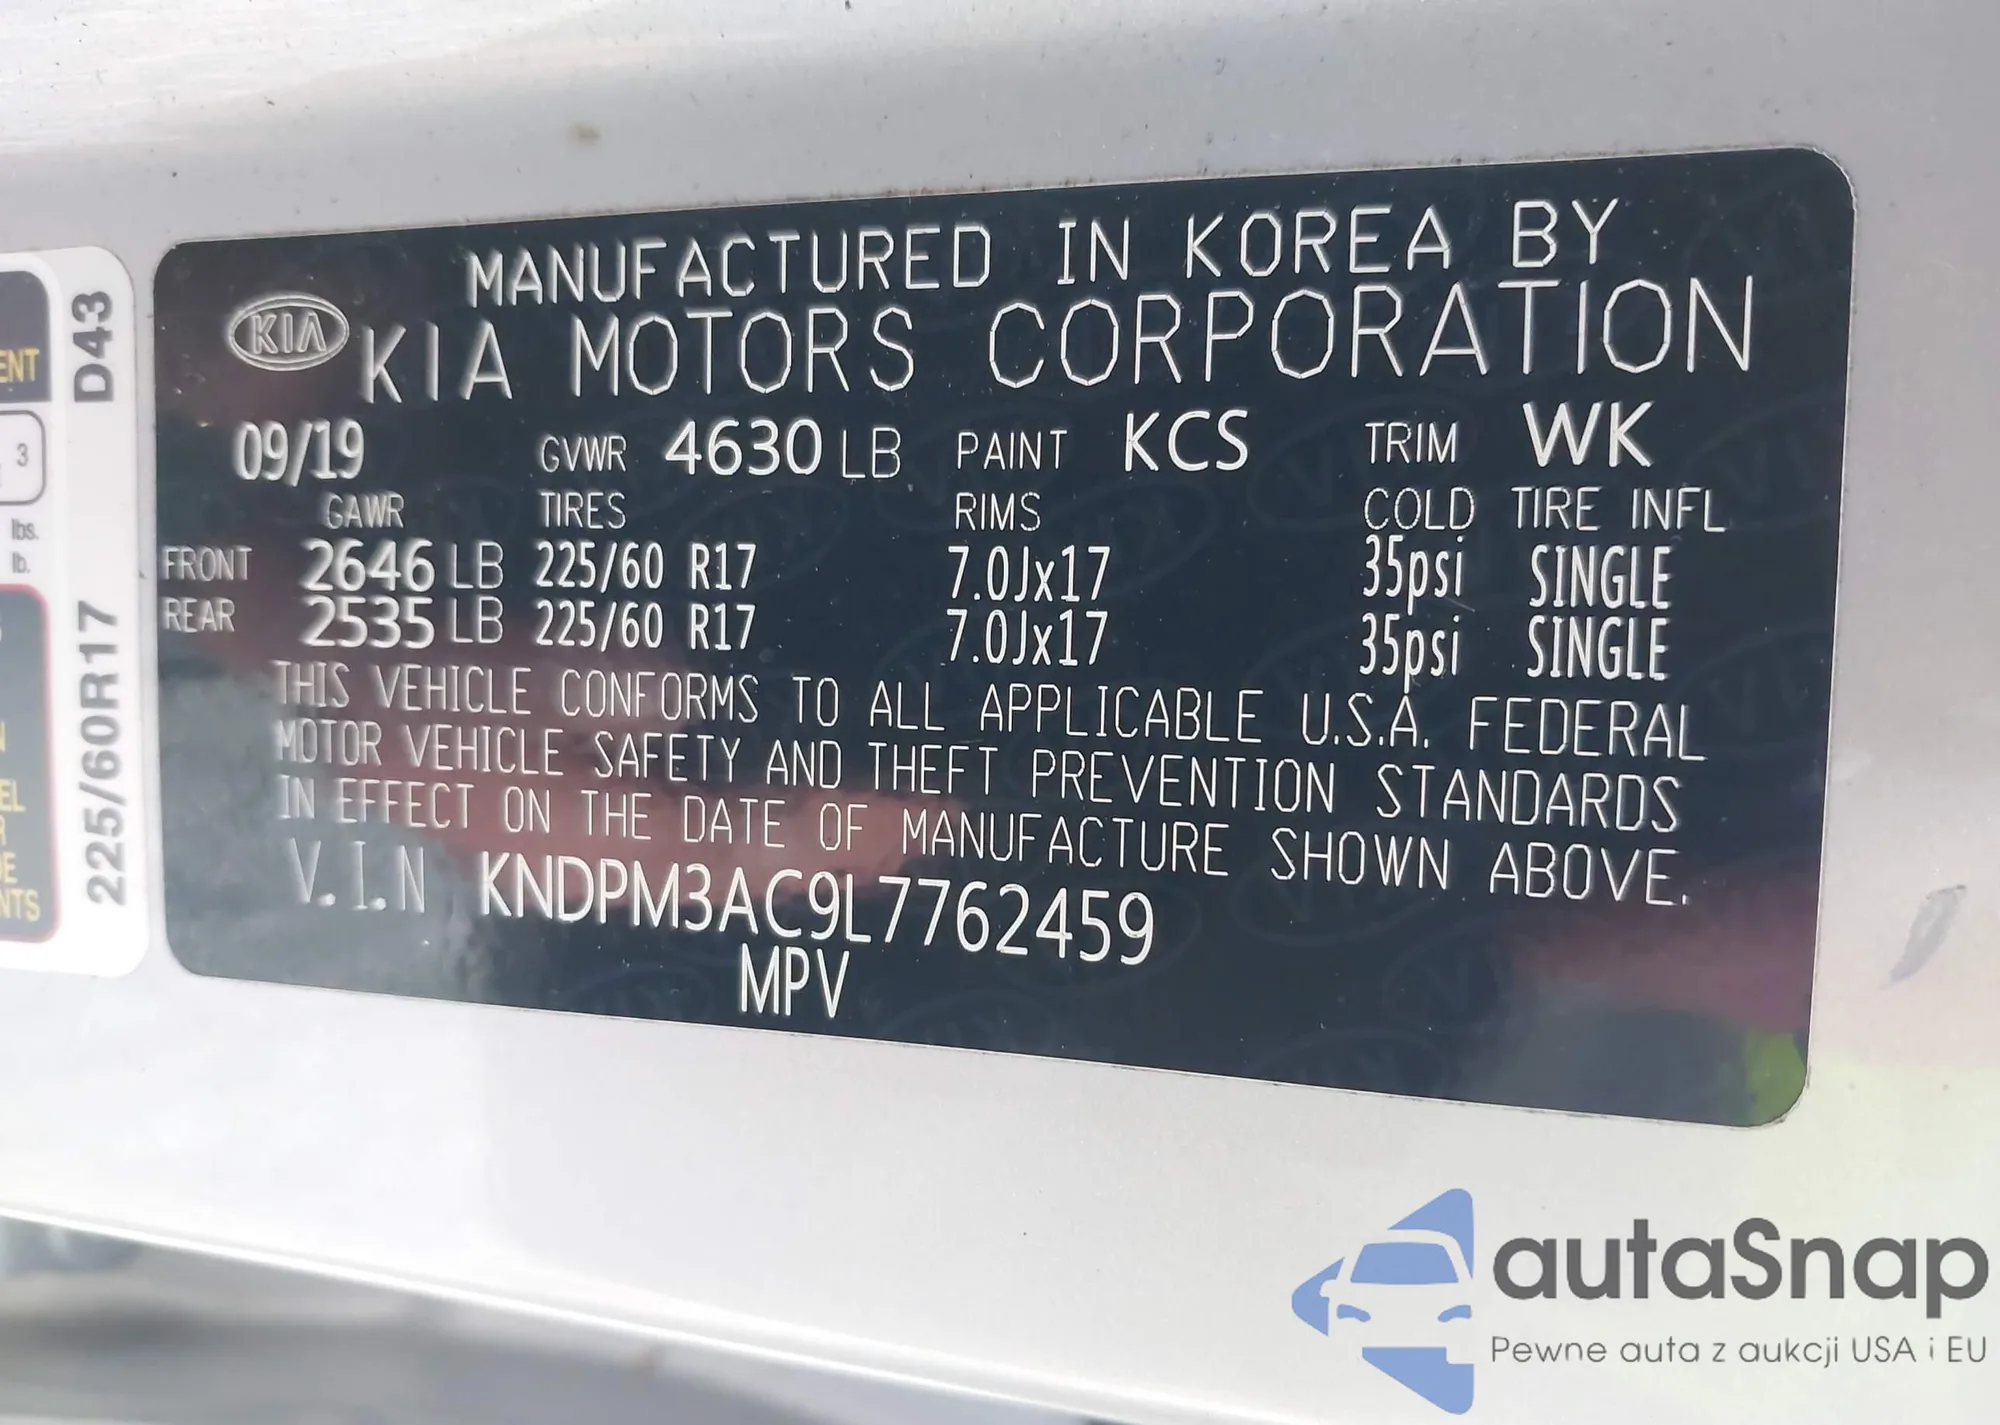 MANUFACTURED IN KOREA BY
KIA KIA MOTORS CORPORATION
09/19 GVWR 4630 LB PAINT KCS TRIM WK
GAWR TIRES RIMS COLD TIRE INFL
FRONT 2646 LB 225/60 R17 7.0Jx17 35psi SINGLE
REAR 2535 LB 225/60 R17 7.0Jx17 35psi SINGLE
THIS VEHICLE CONFORMS TO ALL APPLICABLE U.S.A. FEDERAL
MOTOR VEHICLE SAFETY AND THEFT PREVENTION STANDARDS
IN EFFECT ON THE DATE OF MANUFACTURE SHOWN ABOVE.
V.I.N KNDPM3AC9L7762459
MPV
D43
225/60R17
3
lbs.
lb.
autaSnap
Pewne auta z aukcji USA i EU